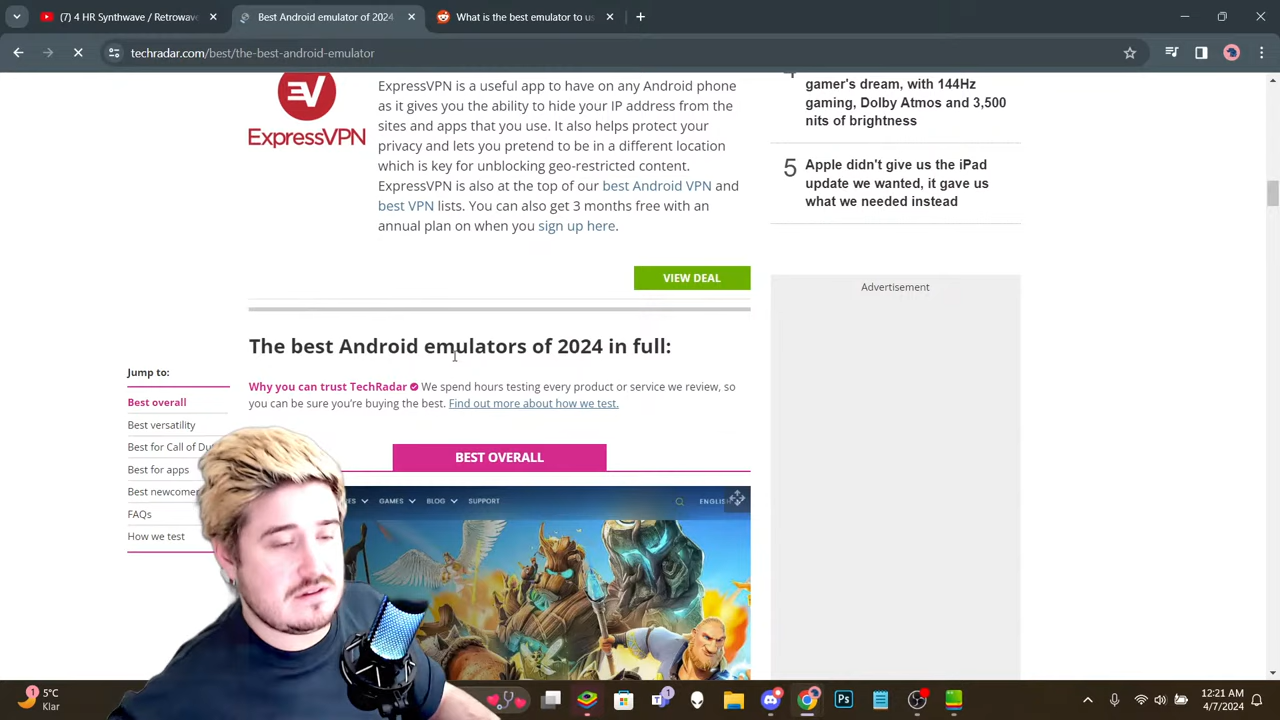 (7) 4 HR Synthwave / Retrowave
Best Android emulator of 2024
What is the best emulator to us
techradar.com/best/the-best-android-emulator
EV
ExpressVPN
ExpressVPN is a useful app to have on any Android phone
as it gives you the ability to hide your IP address from the
sites and apps that you use. It also helps protect your
privacy and lets you pretend to be in a different location
which is key for unblocking geo-restricted content.
ExpressVPN is also at the top of our best Android VPN and
best VPN lists. You can also get 3 months free with an
annual plan on when you sign up here.
VIEW DEAL
gamer's dream, with 144Hz
gaming, Dolby Atmos and 3,500
nits of brightness
5
Apple didn't give us the iPad
update we wanted, it gave us
what we needed instead
Advertisement
The best Android emulators of 2024 in full:
Why you can trust TechRadar We spend hours testing every product or service we review, so
you can be sure you're buying the best. Find out more about how we test.
Jump to:
Best overall
Best versatility
Best for Call of Du
Best for apps
Best newcomer
FAQs
How we test
BEST OVERALL
GAMES
BLOG
SUPPORT
ENGLIS
5°C
Klar
12:21 AM
4/7/2024